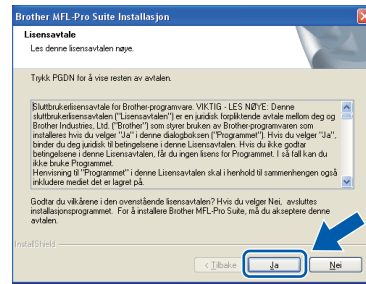 Brother MFL-Pro Suite Installasjon
Lisensavtale
Les denne lisensavtalen nøye.
Trykk PGDN for å vise resten av avtalen.
Sluttbrukerlisensavtale for Brother-programvare. VIKTIG - LES NØYE: Denne
sluttbrukerlisensavtalen ("Lisensavtalen") er en juridisk forpliktende avtale mellom deg og
Brother Industries, Ltd. ("Brother") som styrer bruken av Brother-programvaren som
installeres hvis du velger "Ja" i denne dialogboksen ("Programmet"). Hvis du velger "Ja",
binder du deg juridisk til betingelsene i denne Lisensavtalen. Hvis du ikke godtar
betingelsene i denne Lisensavtalen, får du ingen lisens for Programmet. I så fall kan du
ikke bruke Programmet.
Henvisning til "Programmet" i denne Lisensavtalen skal i henhold til sammenhengen også
inkludere mediet det er lagret på.
Godtar du vilkårene i den ovenstående lisensavtalen? Hvis du velger Nei, avsluttes
installasjonsprogrammet. For å installere Brother MFL-Pro Suite, må du akseptere denne
avtalen.
InstallShield
< Tilbake Ja Nei